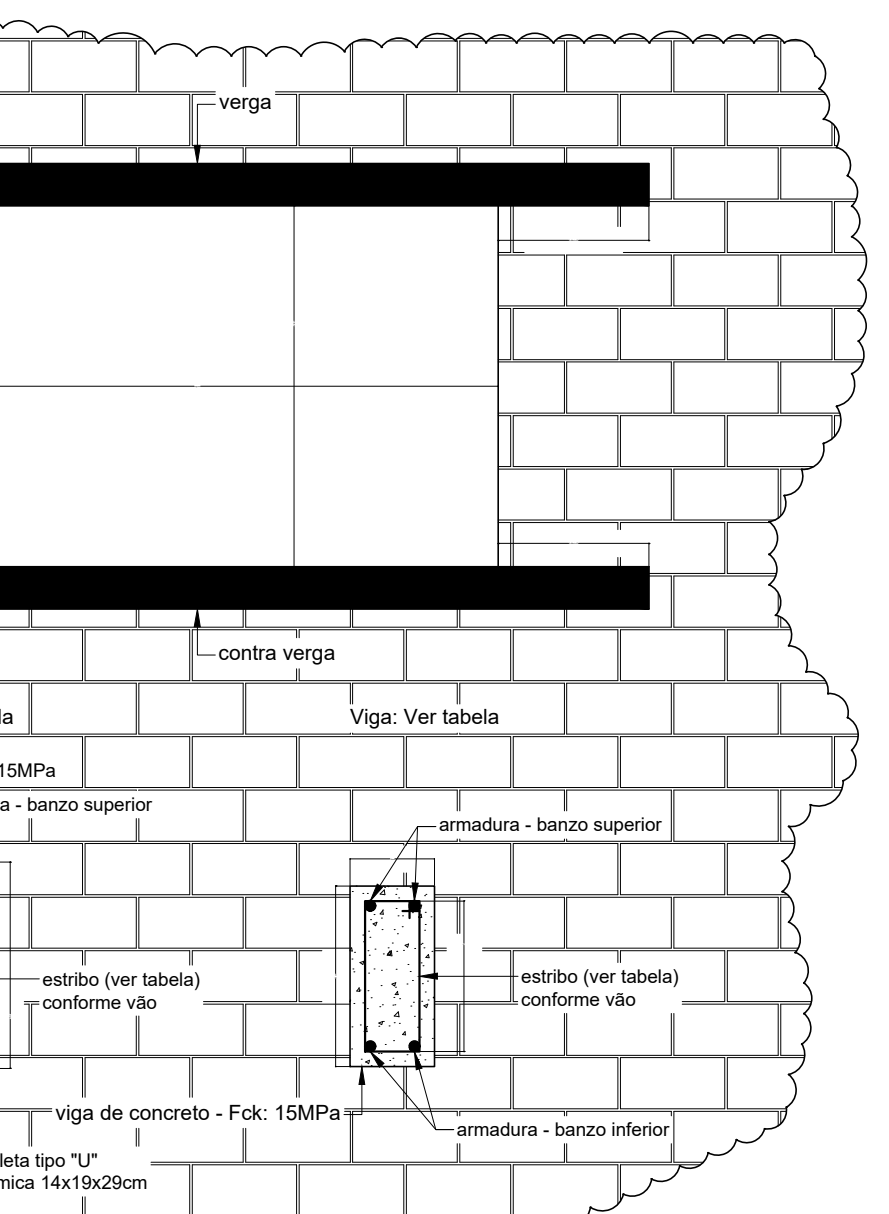 verga
contra verga
Viga: Ver tabela
15MPa
- banzo superior
armadura - banzo superior
estribo (ver tabela)
conforme vão
estribo (ver tabela)
conforme vão
viga de concreto - Fck: 15MPa
armadura - banzo inferior
tipo "U"
14x19x29cm